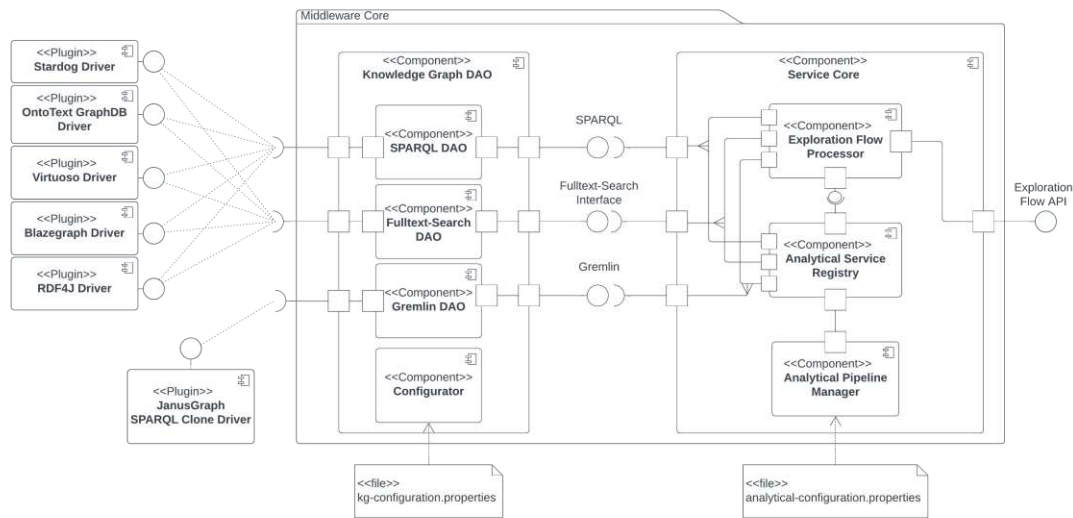 Middleware Core
<<Plugin>>
Stardog Driver
<<Plugin>>
OntoText GraphDB
Driver
<<Plugin>>
Virtuoso Driver
<<Plugin>>
Blazegraph Driver
<<Plugin>>
RDF4J Driver
<<Plugin>>
JanusGraph
SPARQL Clone Driver
<<Component>>
Knowledge Graph DAO
<<Component>>
SPARQL DAO
<<Component>>
Fulltext-Search
DAO
<<Component>>
Gremlin DAO
<<Component>>
Configurator
SPARQL
Fulltext-Search
Interface
Gremlin
<<Component>>
Service Core
<<Component>>
Exploration Flow
Processor
<<Component>>
Analytical Service
Registry
<<Component>>
Analytical Pipeline
Manager
Exploration
Flow API
<<file>>
kg-configuration.properties
<<file>>
analytical-configuration.properties